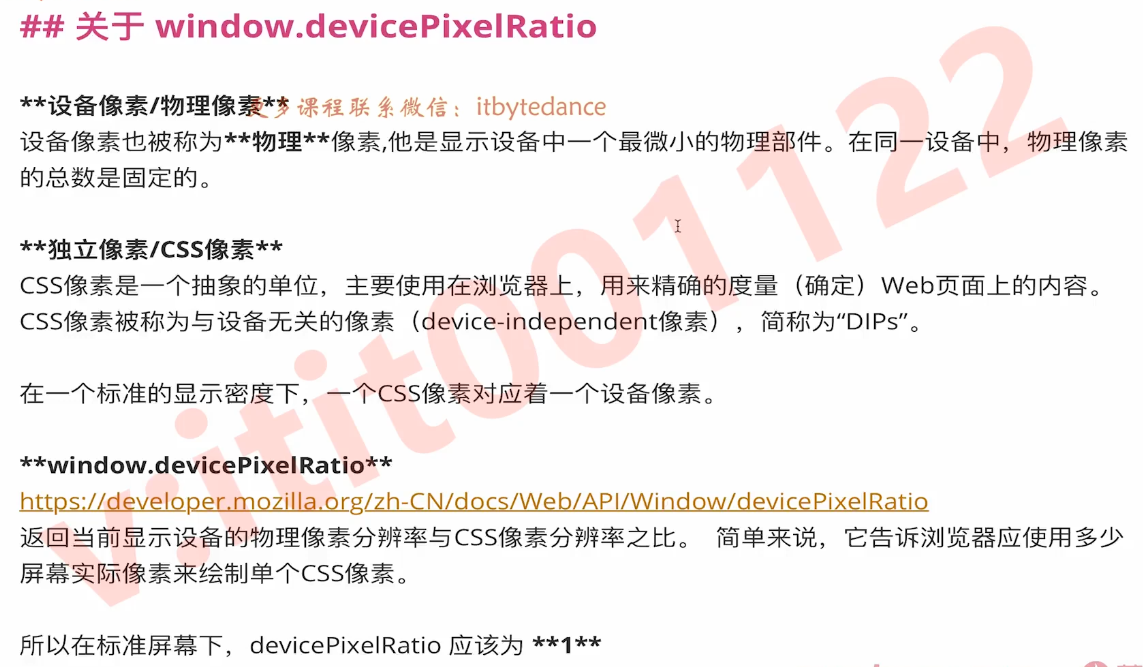 ## 关于 window.devicePixelRatio
**设备像素/物理像素**
更多课程联系微信：itbytedance
设备像素也被称为**物理**像素,他是显示设备中一个最微小的物理部件。在同一设备中，物理像素
的总数是固定的。
**独立像素/CSS像素**
CSS像素是一个抽象的单位，主要使用在浏览器上，用来精确的度量（确定）Web页面上的内容。
CSS像素被称为与设备无关的像素（device-independent像素），简称为“DIPs”。
在一个标准的显示密度下，一个CSS像素对应着一个设备像素。
**window.devicePixelRatio**
https://developer.mozilla.org/zh-CN/docs/Web/API/Window/devicePixelRatio
返回当前显示设备的物理像素分辨率与CSS像素分辨率之比。 简单来说，它告诉浏览器应使用多少
屏幕实际像素来绘制单个CSS像素。
所以在标准屏幕下，devicePixelRatio 应该为 **1**
v:itit001122